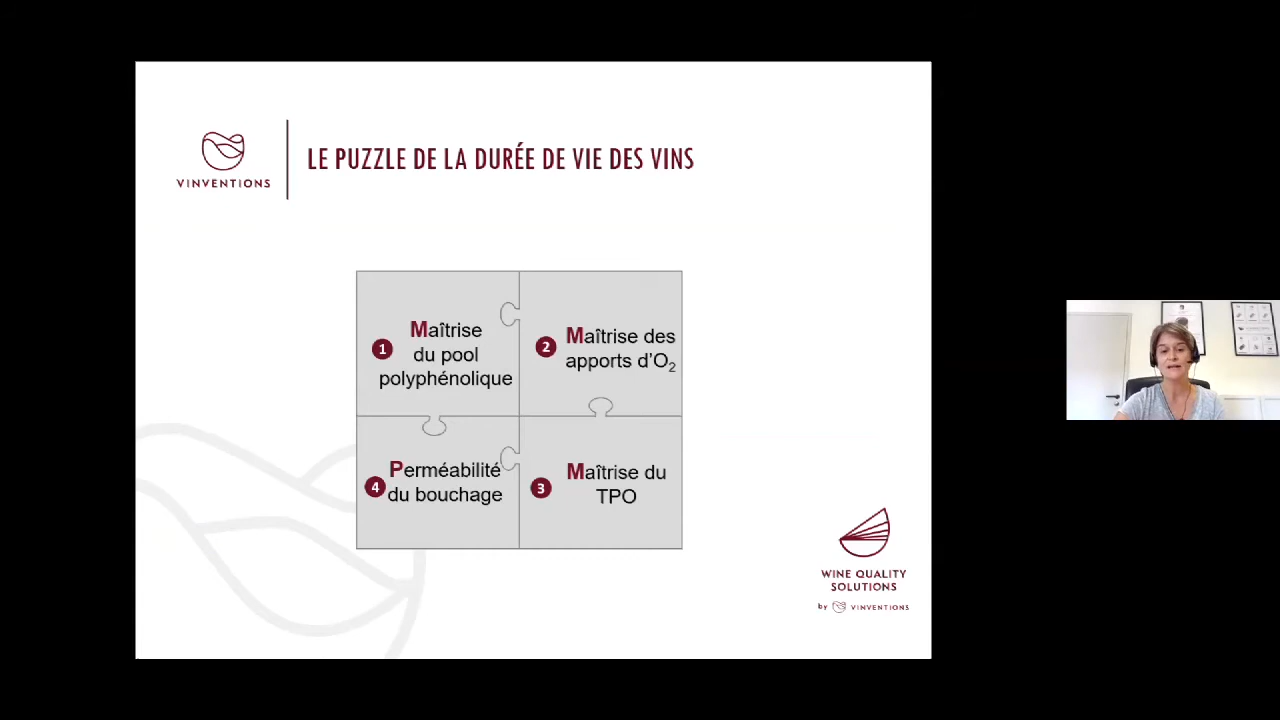 VINVENTIONS
LE PUZZLE DE LA DURÉE DE VIE DES VINS
1
Maîtrise
du pool
polyphénolique
2
Maîtrise des
apports d’O₂
4
Perméabilité
du bouchage
3
Maîtrise du
TPO
WINE QUALITY
SOLUTIONS
by VINVENTIONS